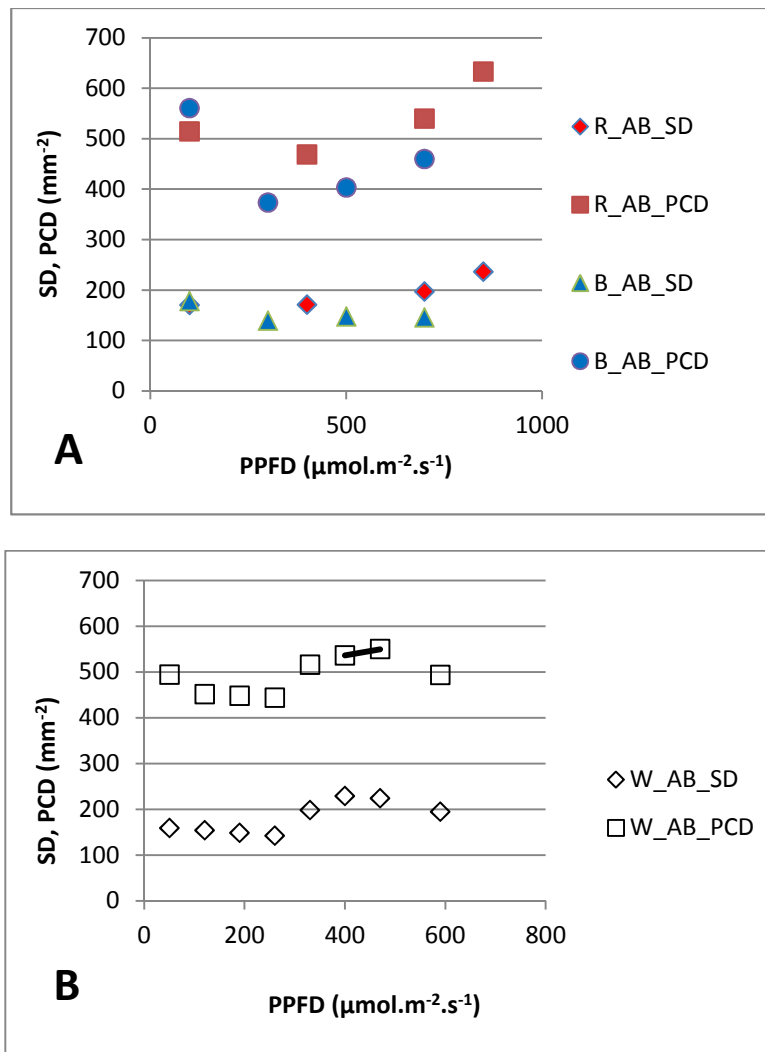 700
600
500
400
300
200
100
0
SD, PCD (mm⁻²)
0 500 1000
PPFD (µmol.m⁻².s⁻¹)
A
R_AB_SD
R_AB_PCD
B_AB_SD
B_AB_PCD
700
600
500
400
300
200
100
0
SD, PCD (mm⁻²)
0 200 400 600 800
PPFD (µmol.m⁻².s⁻¹)
B
W_AB_SD
W_AB_PCD